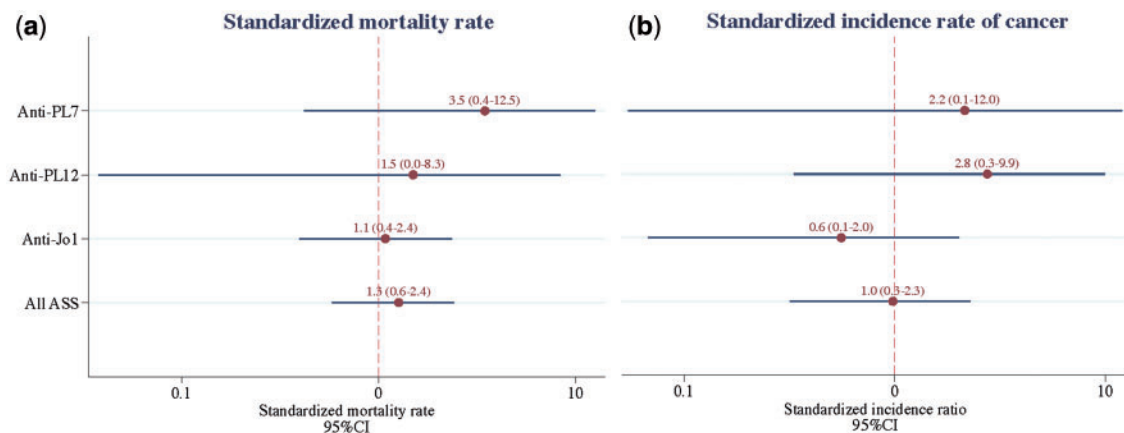 (a)
Standardized mortality rate
Anti-PL7
3.5 (0.4-12.5)
Anti-PL12
1.5 (0.0-8.3)
Anti-Jo1
1.1 (0.4-2.4)
All ASS
1.3 (0.6-2.4)
0.1 0 10
Standardized mortality rate
95%CI
(b)
Standardized incidence rate of cancer
2.2 (0.1-12.0)
2.8 (0.3-9.9)
0.6 (0.1-2.0)
1.0 (0.3-2.3)
0.1 0 10
Standardized incidence ratio
95%CI